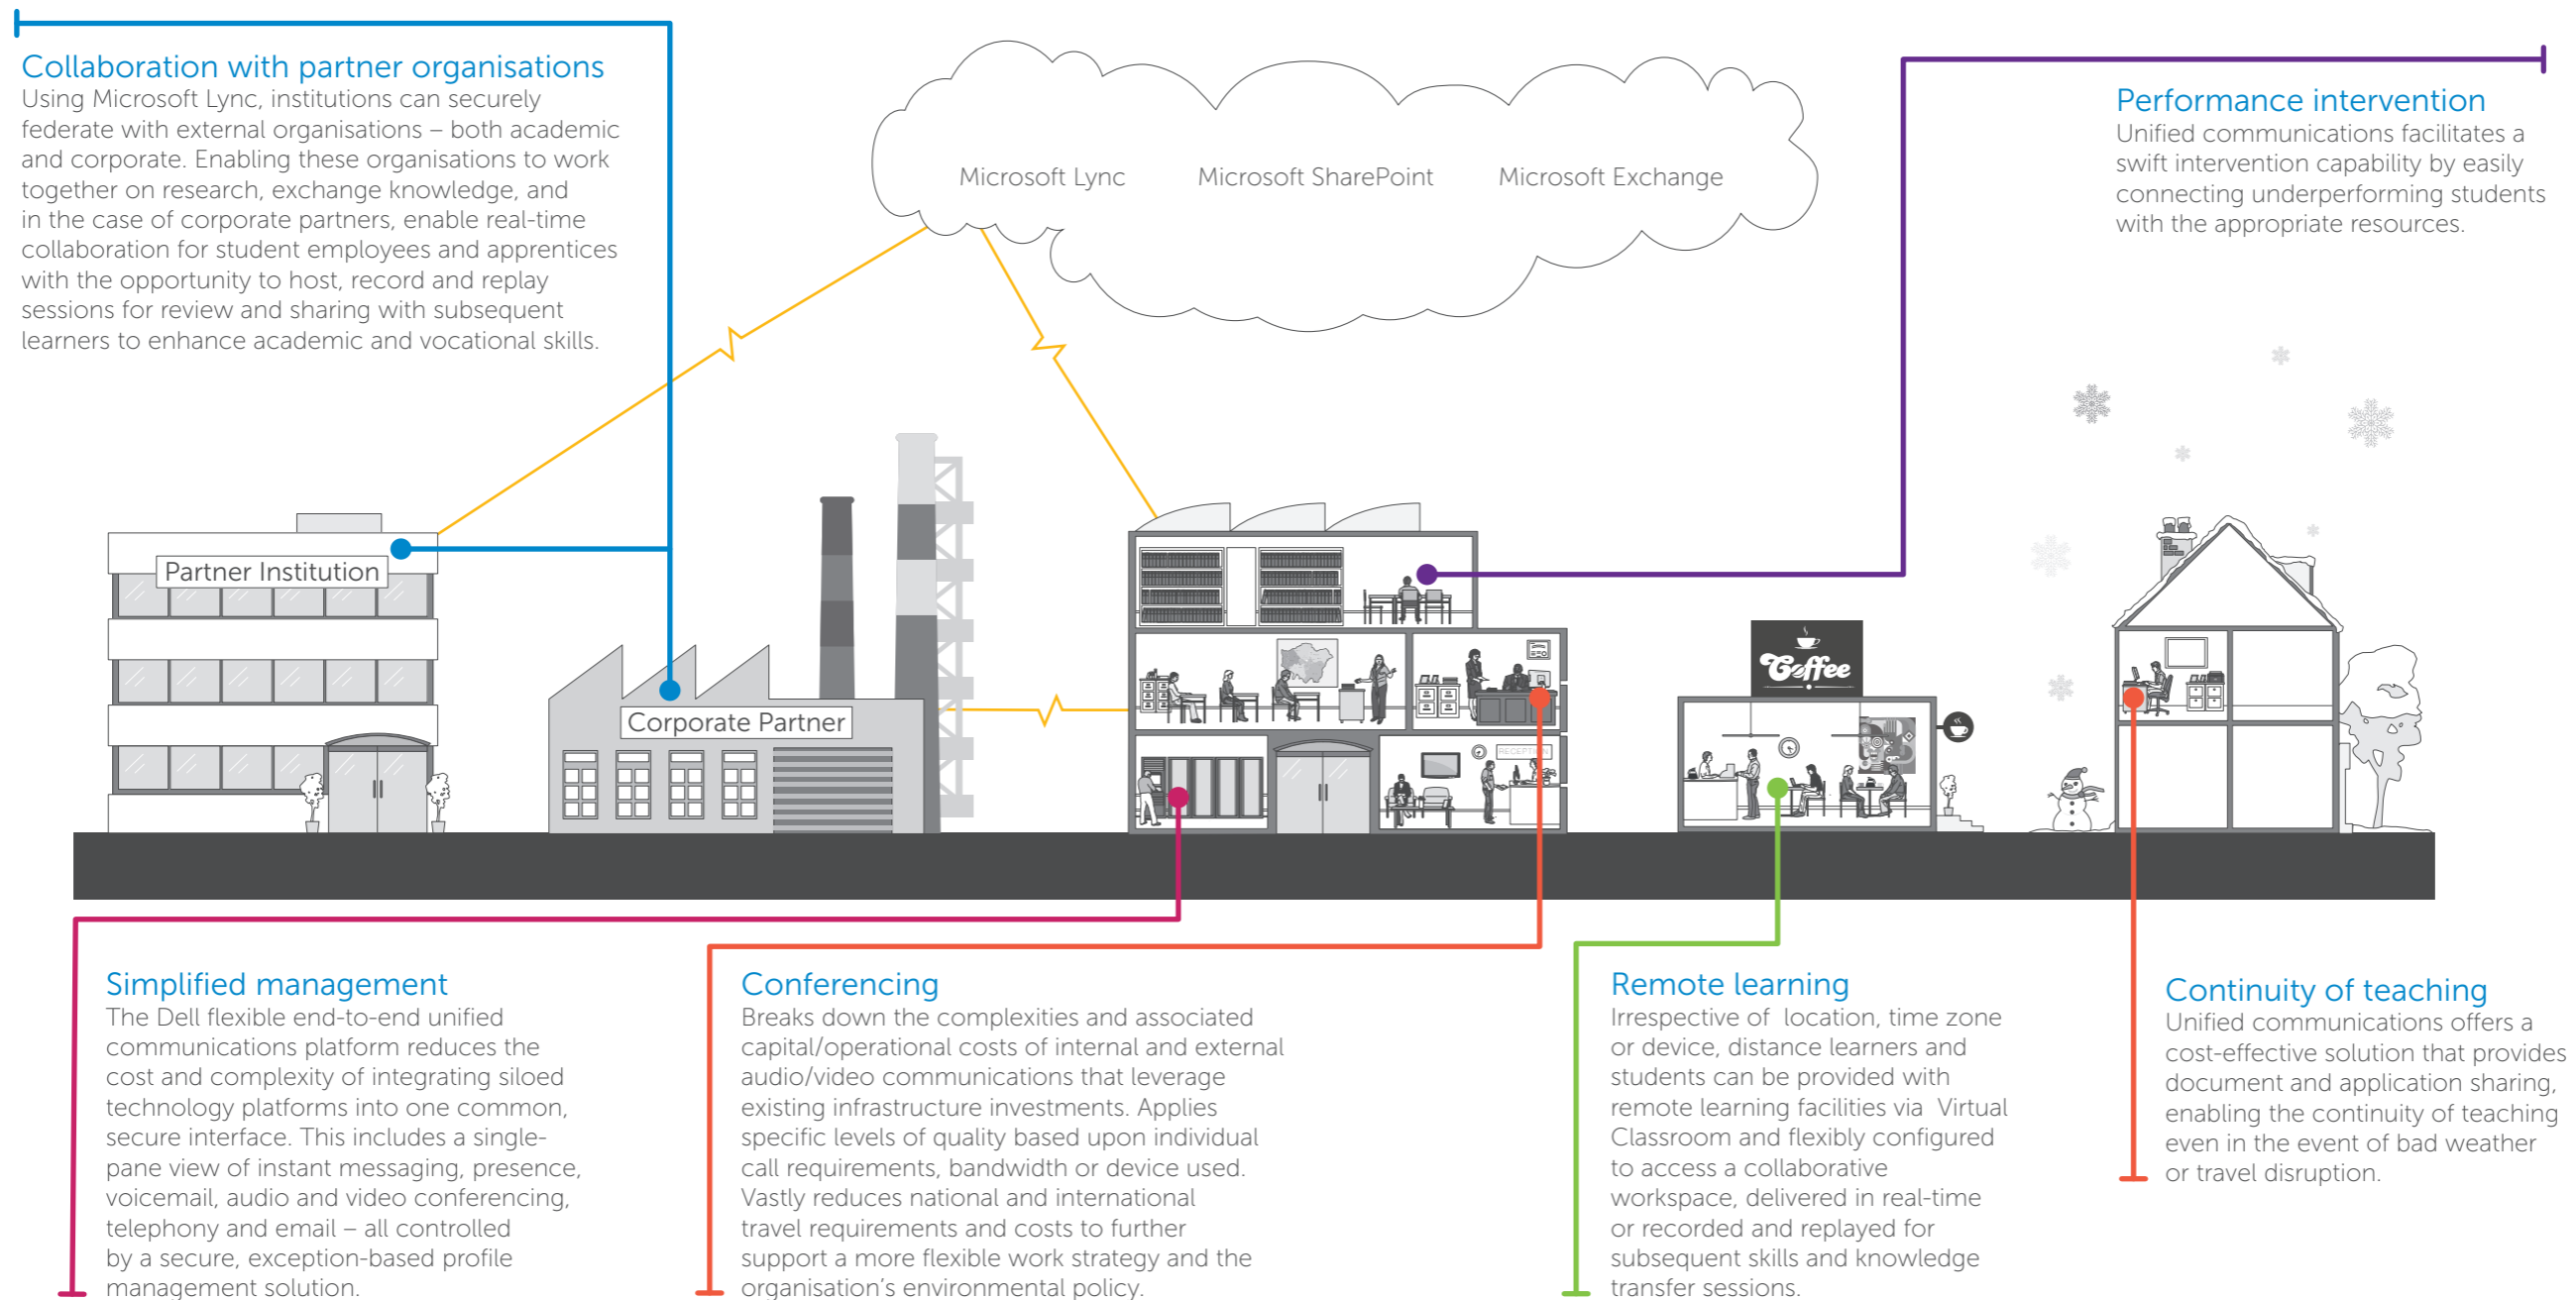 Collaboration with partner organisations
Using Microsoft Lync, institutions can securely
federate with external organisations – both academic
and corporate. Enabling these organisations to work
together on research, exchange knowledge, and
in the case of corporate partners, enable real-time
collaboration for student employees and apprentices
with the opportunity to host, record and replay
sessions for review and sharing with subsequent
learners to enhance academic and vocational skills.
Microsoft Lync
Microsoft SharePoint
Microsoft Exchange
Performance intervention
Unified communications facilitates a
swift intervention capability by easily
connecting underperforming students
with the appropriate resources.
Partner Institution
Corporate Partner
RECEPTION
Coffee
Simplified management
The Dell flexible end-to-end unified
communications platform reduces the
cost and complexity of integrating siloed
technology platforms into one common,
secure interface. This includes a single-
pane view of instant messaging, presence,
voicemail, audio and video conferencing,
telephony and email – all controlled
by a secure, exception-based profile
management solution.
Conferencing
Breaks down the complexities and associated
capital/operational costs of internal and external
audio/video communications that leverage
existing infrastructure investments. Applies
specific levels of quality based upon individual
call requirements, bandwidth or device used.
Vastly reduces national and international
travel requirements and costs to further
support a more flexible work strategy and the
organisation’s environmental policy.
Remote learning
Irrespective of location, time zone
or device, distance learners and
students can be provided with
remote learning facilities via Virtual
Classroom and flexibly configured
to access a collaborative
workspace, delivered in real-time
or recorded and replayed for
subsequent skills and knowledge
transfer sessions.
Continuity of teaching
Unified communications offers a
cost-effective solution that provides
document and application sharing,
enabling the continuity of teaching
even in the event of bad weather
or travel disruption.